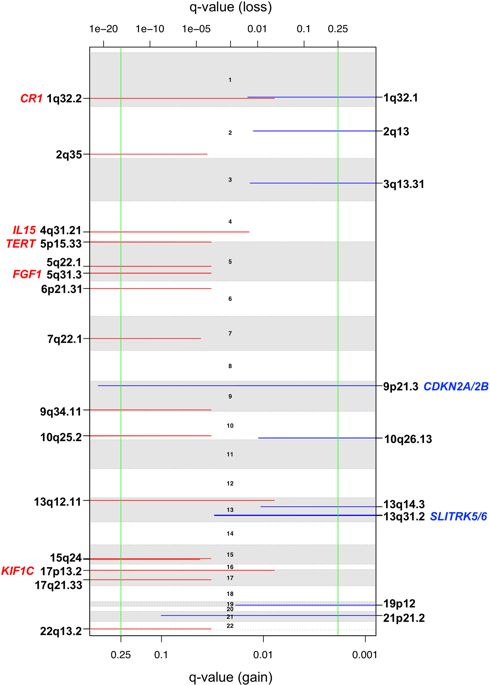 q-value (loss)
1e−20 1e−10 1e−05 0.01 0.1 0.25
1
CR1 1q32.2 1q32.1
2 2q13
2q35
3 3q13.31
4
IL15 4q31.21
TERT 5p15.33
5q22.1 5
FGF1 5q31.3
6p21.31
6
7
7q22.1
8
9p21.3 CDKN2A/2B
9
9q34.11
10
10q25.2 10q26.13
11
12
13q12.11
13q14.3
13 13q31.2 SLITRK5/6
14
15
15q24
16
KIF1C 17p13.2
17
17q21.33
18
19 19p12
20
21 21p21.2
22
22q13.2
0.25 0.1 0.01 0.001
q-value (gain)